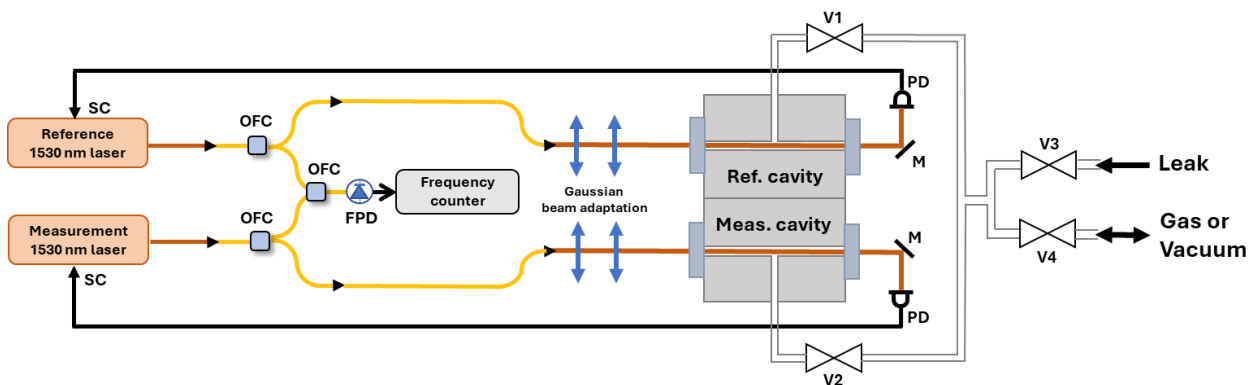 V1
PD
SC
Reference
1530 nm laser
OFC
M
V3
Leak
OFC
Frequency
counter
FPD
Gaussian
beam adaptation
Ref. cavity
Meas. cavity
Measurement
1530 nm laser
OFC
SC
M
V4
Gas or
Vacuum
PD
V2